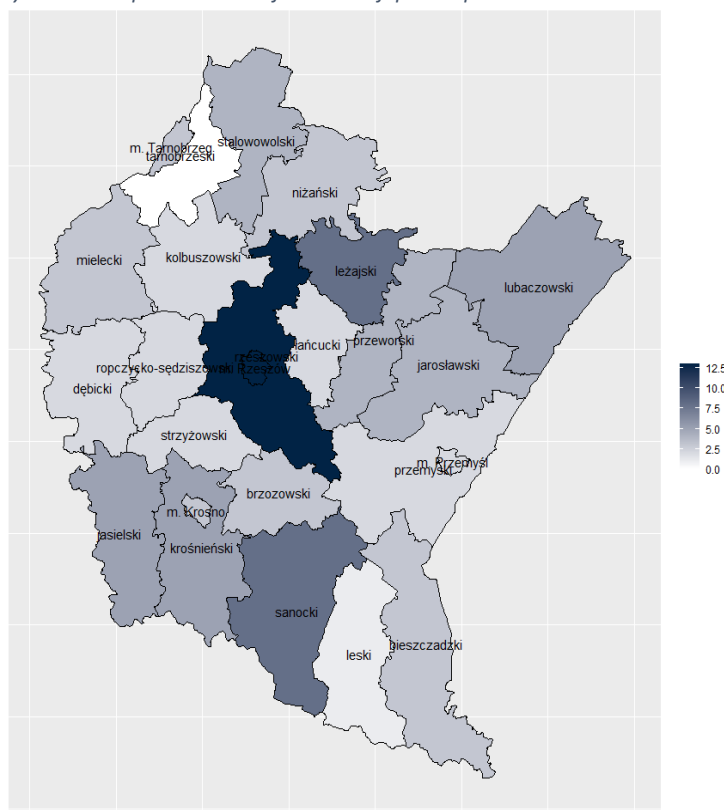 m. Tarnobrzeg
tarnobrzeski
stalowowolski
niżański
mielecki
kolbuszowski
leżajski
lubaczowski
łańcucki
przeworski
jarosławski
rzeszowski
m. Rzeszów
ropczycko-sędziszowski
dębicki
strzyżowski
przemyski
m. Przemyśl
brzozowski
m. Krosno
jasielski
krośnieński
sanocki
leski
bieszczadzki
12.5
10.0
7.5
5.0
2.5
0.0